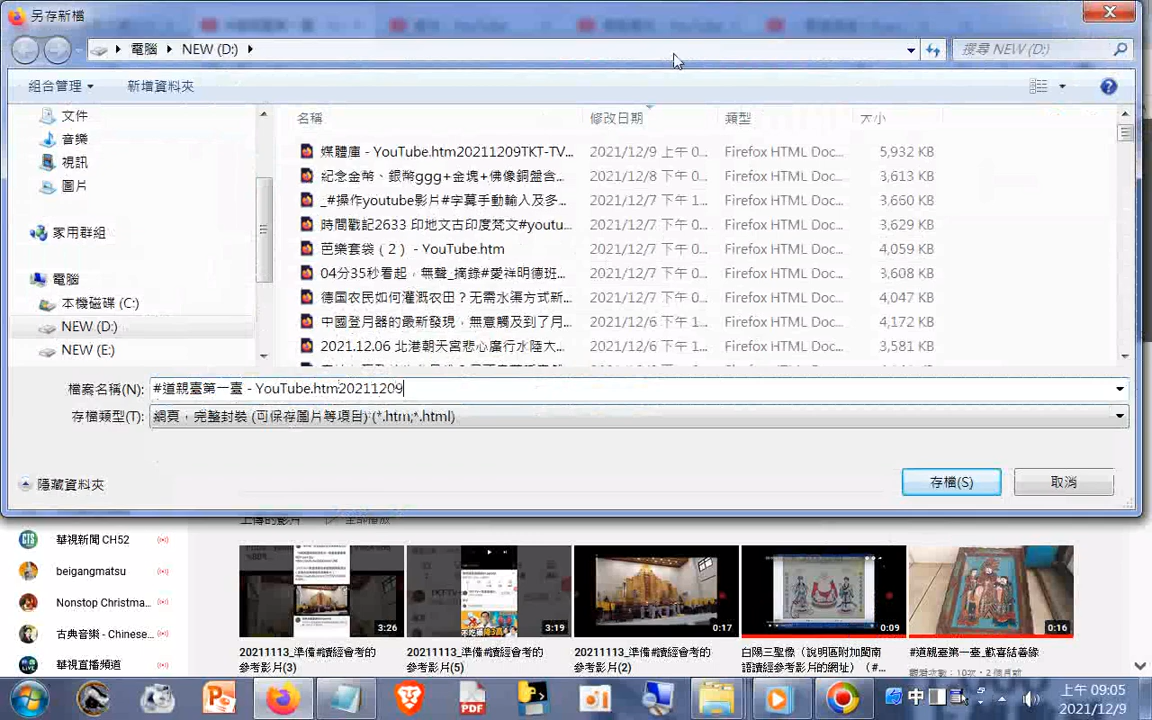 另存新檔
電腦 NEW (D:) 搜尋 NEW (D:)
組合管理 新增資料夾
文件
音樂
視訊
圖片
家用群組
電腦
本機磁碟 (C:)
NEW (D:)
NEW (E:)
名稱 修改日期 類型 大小
媒體庫 - YouTube.htm20211209TKT-TV... 2021/12/9 上午 0... Firefox HTML Doc... 5,932 KB
紀念金幣、銀幣ggg+金塊+佛像銅盤含... 2021/12/8 下午 0... Firefox HTML Doc... 3,613 KB
_#操作youtube影片#字莫手動輸入及多... 2021/12/7 下午 1... Firefox HTML Doc... 3,660 KB
時間戰記2633 印地文古印度梵文#youtu... 2021/12/7 下午 0... Firefox HTML Doc... 3,629 KB
芭樂套袋（2）- YouTube.htm 2021/12/7 下午 0... Firefox HTML Doc... 4,059 KB
04分35秒看起，無聲_摘錄#愛祥明德班... 2021/12/7 下午 0... Firefox HTML Doc... 3,608 KB
德国农民如何灌溉农田？无需水渠方式新... 2021/12/7 下午 0... Firefox HTML Doc... 4,047 KB
中國登月器的最新發現，無意觸及到了月... 2021/12/6 下午 1... Firefox HTML Doc... 4,172 KB
2021.12.06 北港朝天宮悲心廣行水陸大... 2021/12/6 下午 0... Firefox HTML Doc... 3,581 KB
檔案名稱(N): #道親臺第一臺 - YouTube.htm20211209
存檔類型(T): 網頁，完整封裝 (可保存圖片等項目) (*.htm;*.html)
隱藏資料夾 存檔(S) 取消
上傳的影片 全部播放
華視新聞 CH52
beigangmatsu
Nonstop Christma...
古典音樂 - Chinese...
華視直播頻道
3:26
3:19
0:17
0:09
0:16
20211113_準備#讀經會考的參考影片(3)
20211113_準備#讀經會考的參考影片(5)
20211113_準備#讀經會考的參考影片(2)
白陽三聖像（說明區附加閩南語讀經參考影片的網址）（#...
#道親臺第一臺_歡喜結善緣
觀看次數：10次・2 個月前
中
上午 09:05
2021/12/9